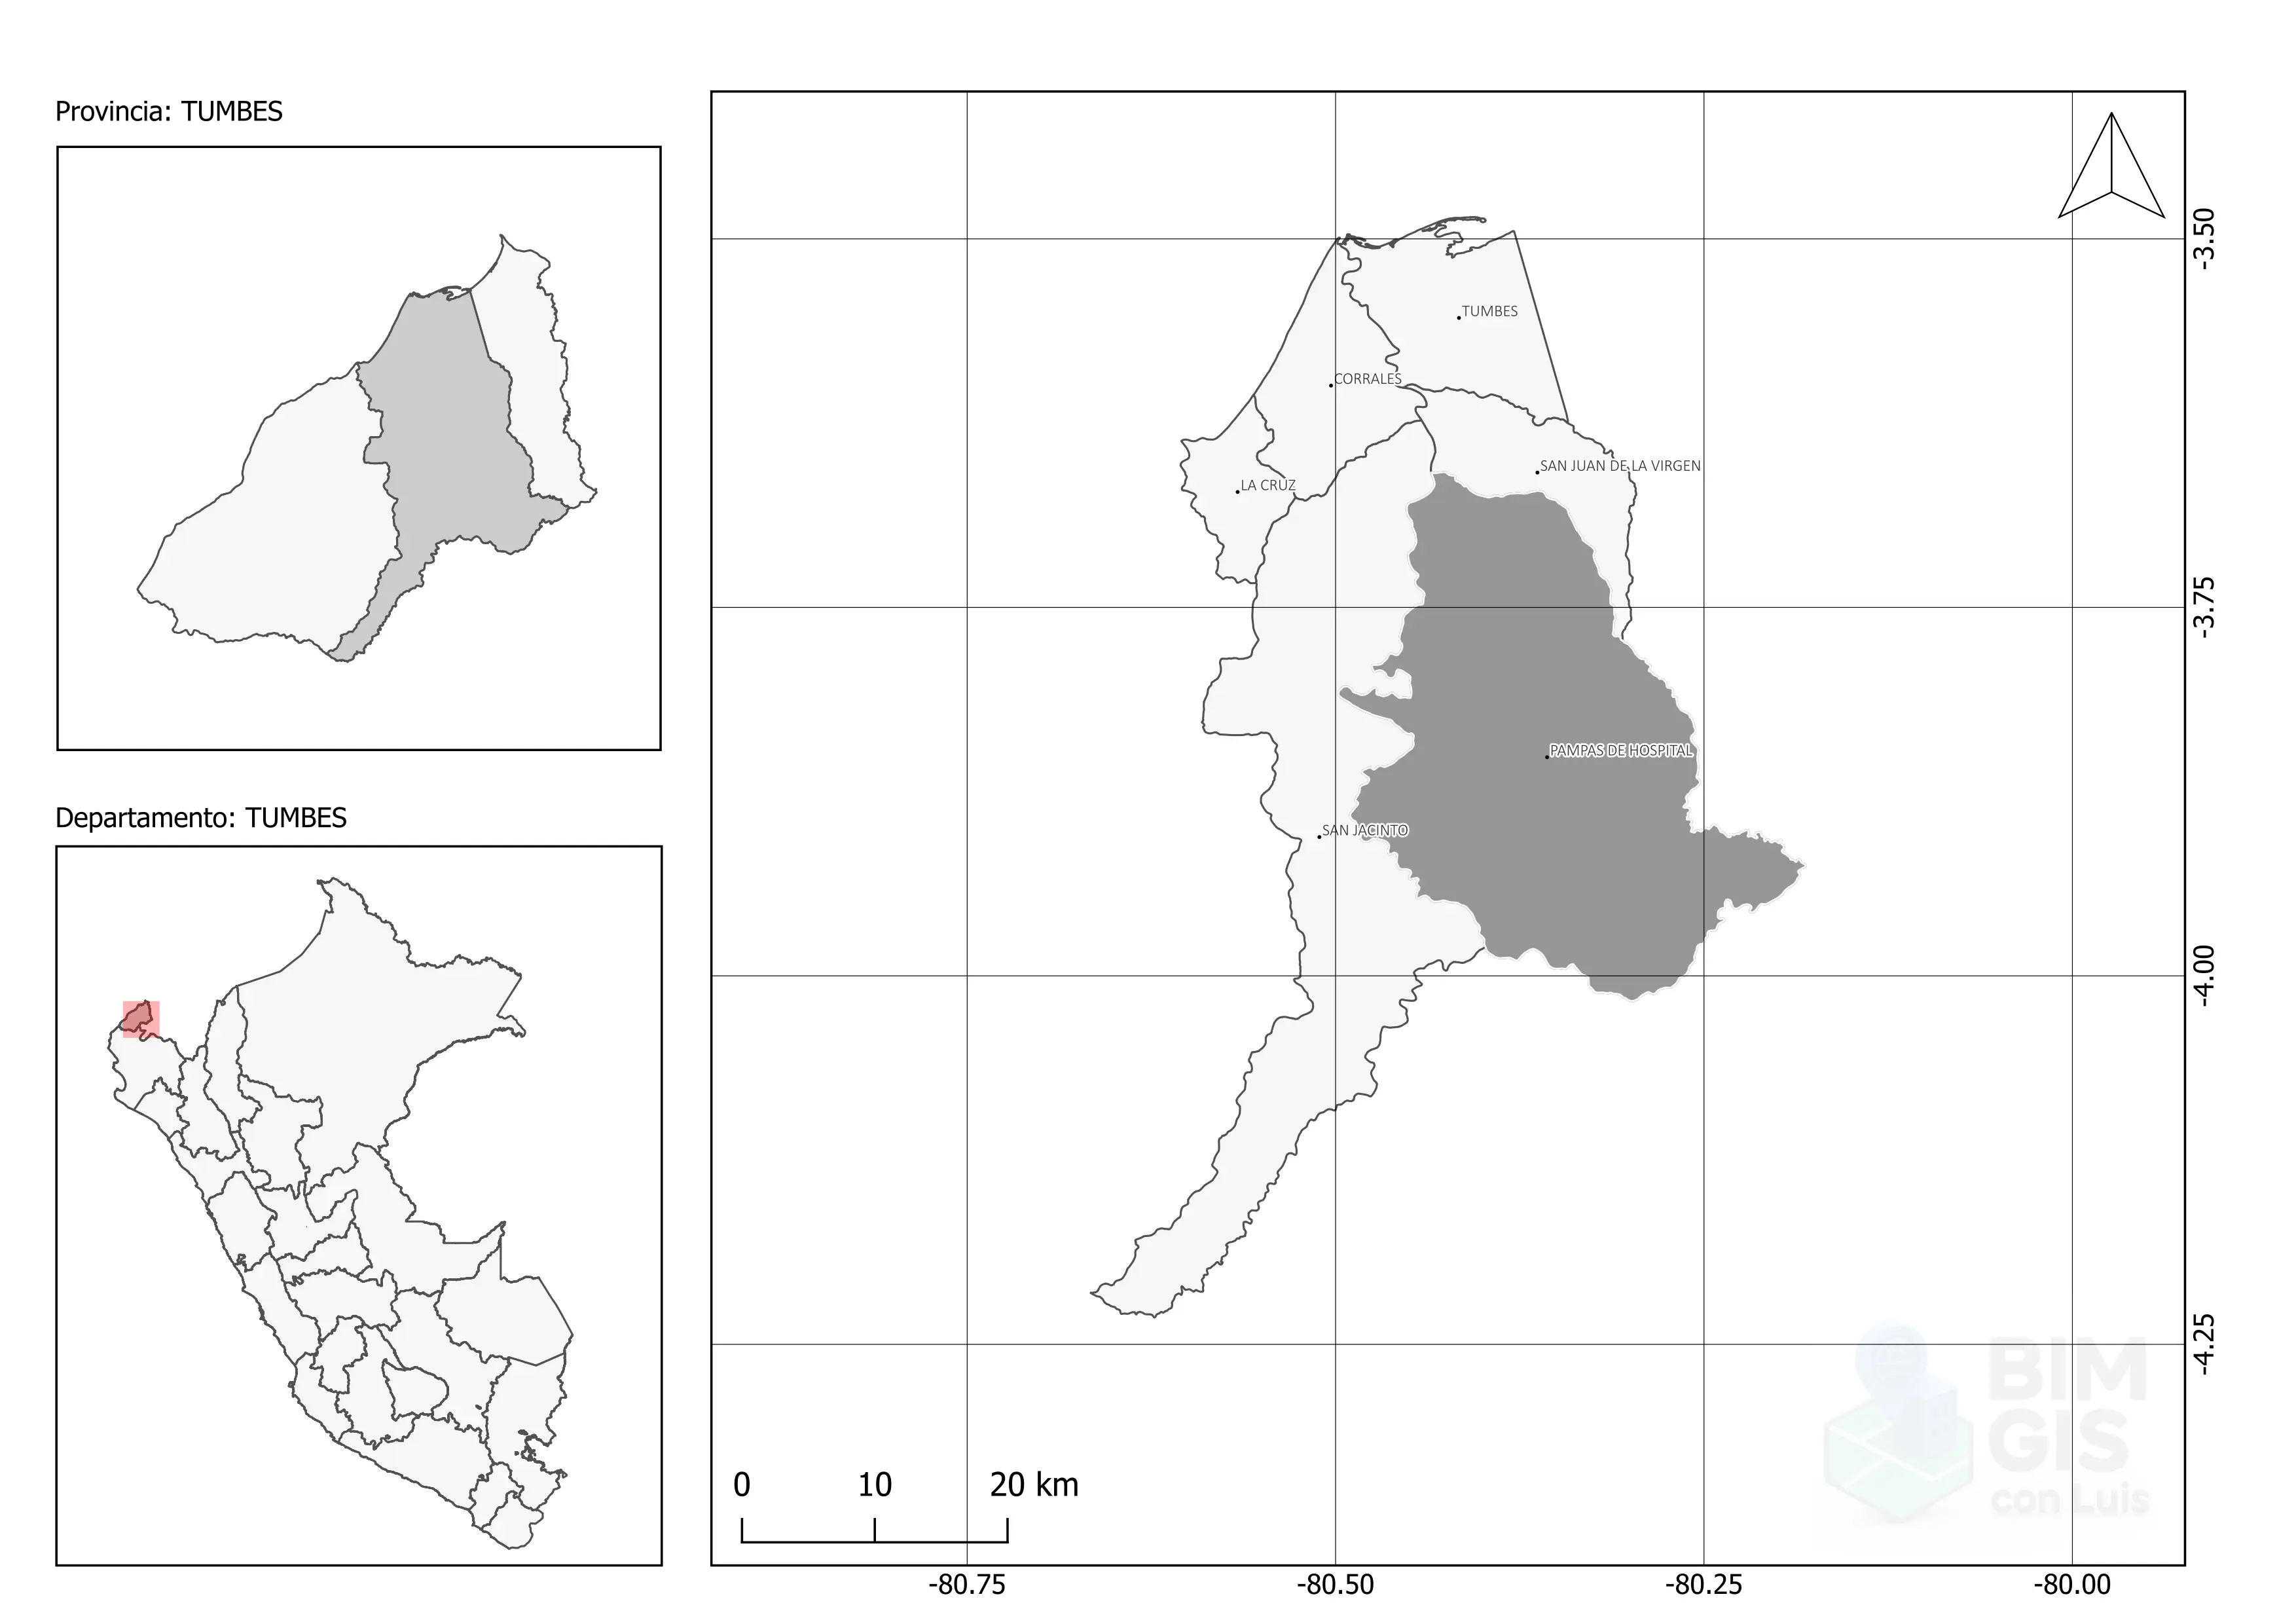 Provincia: TUMBES
Departamento: TUMBES
TUMBES
CORRALES
SAN JUAN DE LA VIRGEN
LA CRUZ
PAMPAS DE HOSPITAL
SAN JACINTO
-3.50
-3.75
-4.00
-4.25
0 10 20 km
-80.75 -80.50 -80.25 -80.00
BIM
GIS
con Luis